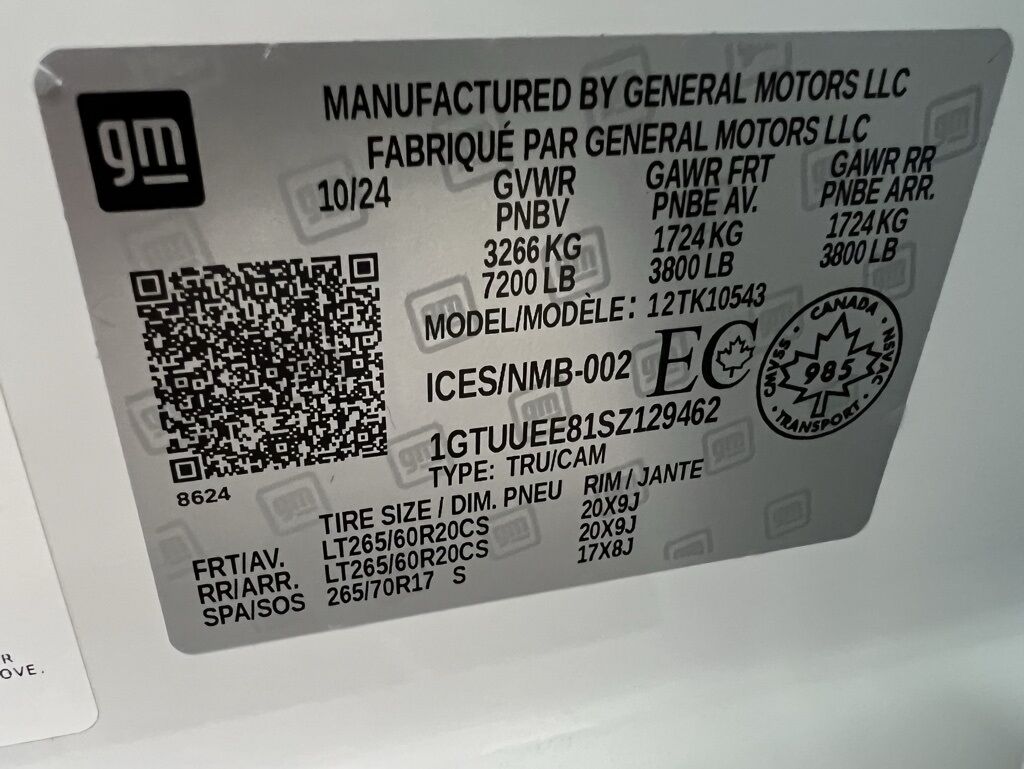 gm
MANUFACTURED BY GENERAL MOTORS LLC
FABRIQUÉ PAR GENERAL MOTORS LLC
10/24 GVWR GAWR FRT GAWR RR
PNBV PNBE AV. PNBE ARR.
3266 KG 1724 KG 1724 KG
7200 LB 3800 LB 3800 LB
MODEL/MODÈLE: 12TK10543
ICES/NMB-002 EC
CANADA · NSVAC · TRANSPORT · CMVSS ·
985
1GTUUEE81SZ129462
TYPE: TRU/CAM
8624
TIRE SIZE / DIM. PNEU RIM / JANTE
FRT/AV. LT265/60R20CS 20X9J
RR/ARR. LT265/60R20CS 20X9J
SPA/SOS 265/70R17 S 17X8J
R
OVE.